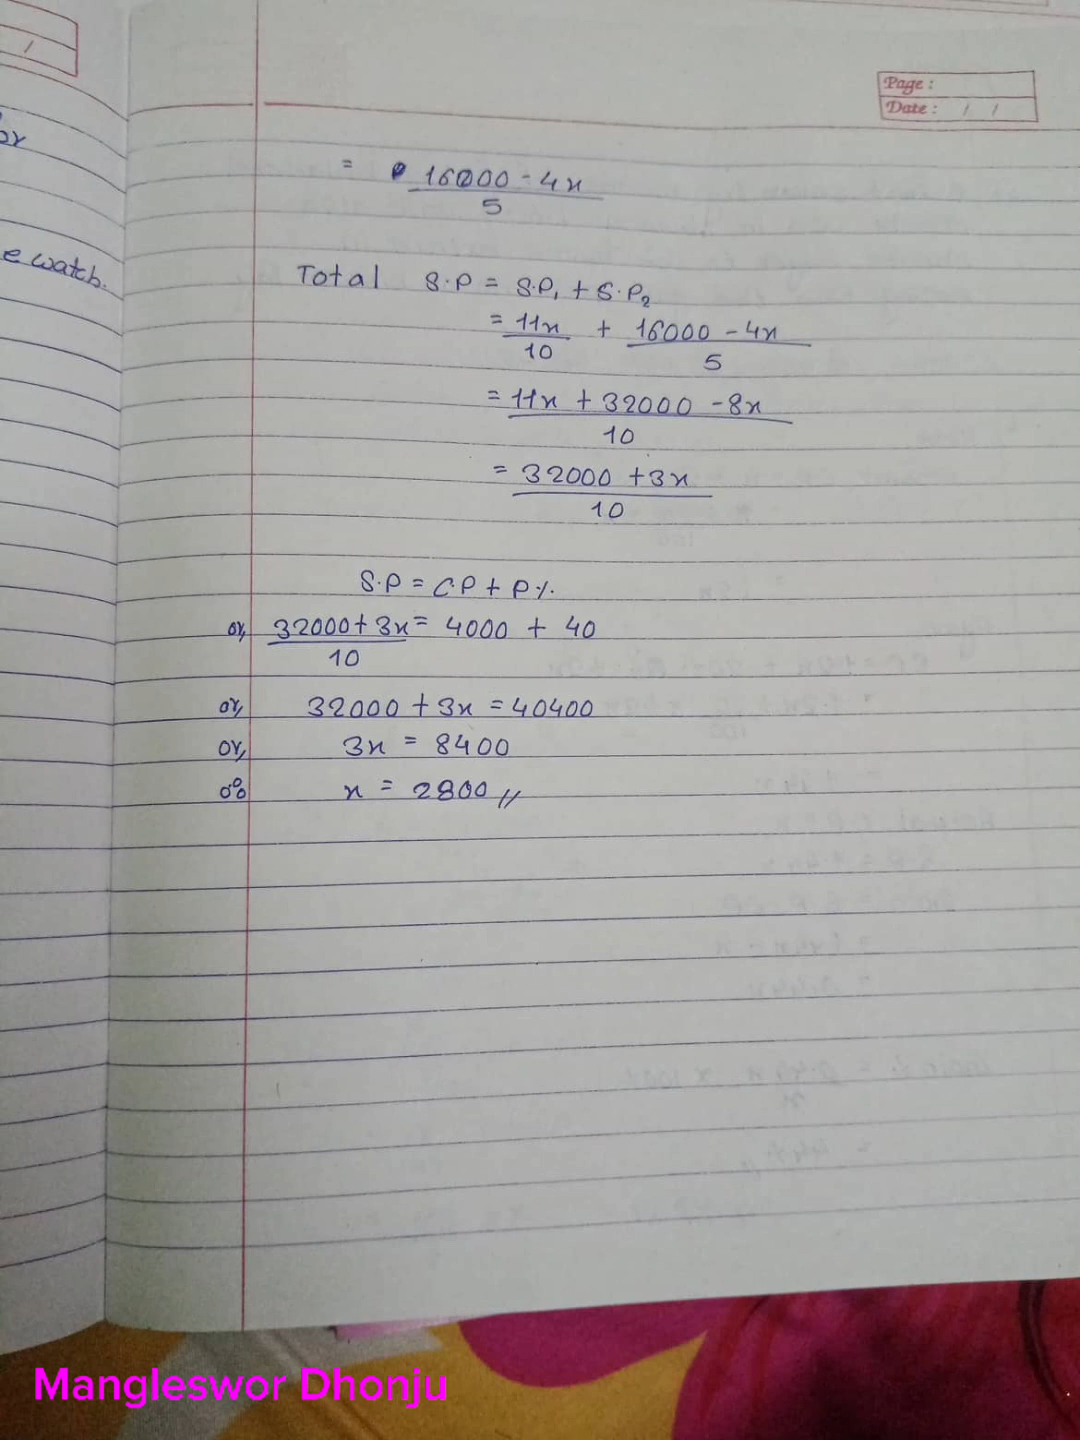 Page :
Date : / /
or
e watch.
= 16000 - 4x
5
Total S.P = S.P1 + S.P2
= 11x + 16000 - 4x
10 5
= 11x + 32000 - 8x
10
= 32000 + 3x
10
S.P = C.P + P%
or, 32000 + 3x = 4000 + 40
10
or, 32000 + 3x = 40400
or, 3x = 8400
x = 2800 //
Mangleswor Dhonju